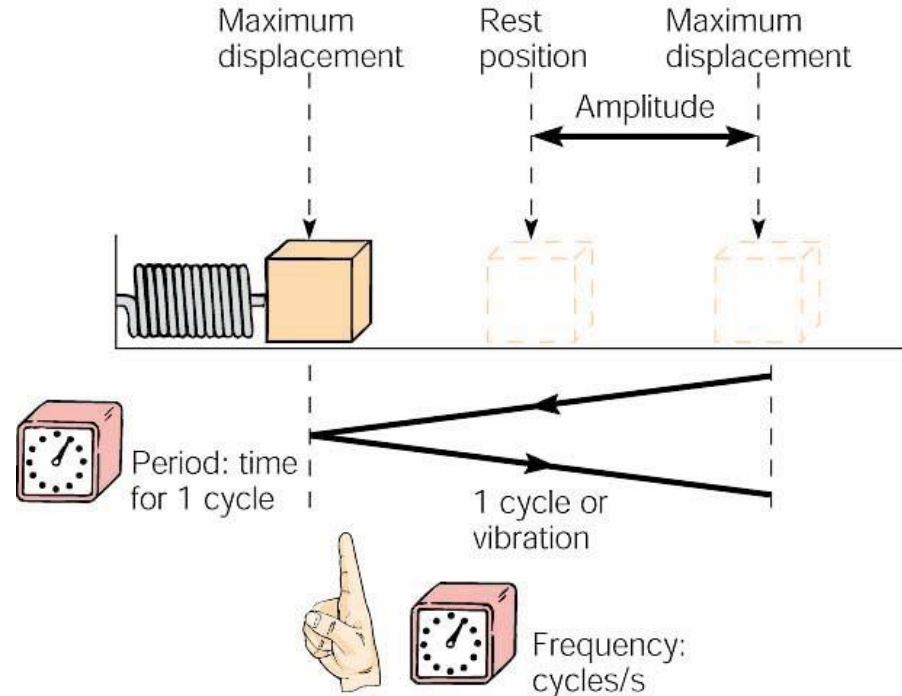 Maximum
displacement
Rest
position
Maximum
displacement
Amplitude
Period: time
for 1 cycle
1 cycle or
vibration
Frequency:
cycles/s